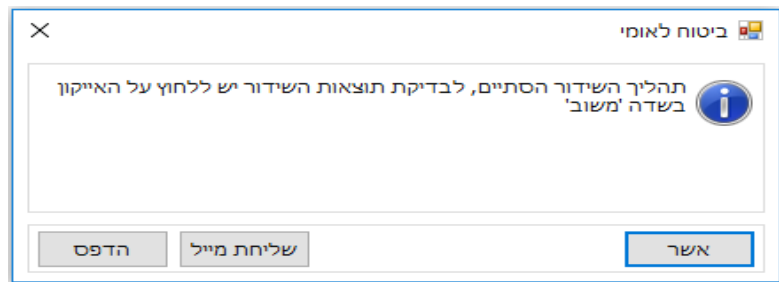 ביטוח לאומי
תהליך השידור הסתיים, לבדיקת תוצאות השידור יש ללחוץ על האייקון
בשדה 'משוב'
אשר
שליחת מייל
הדפס